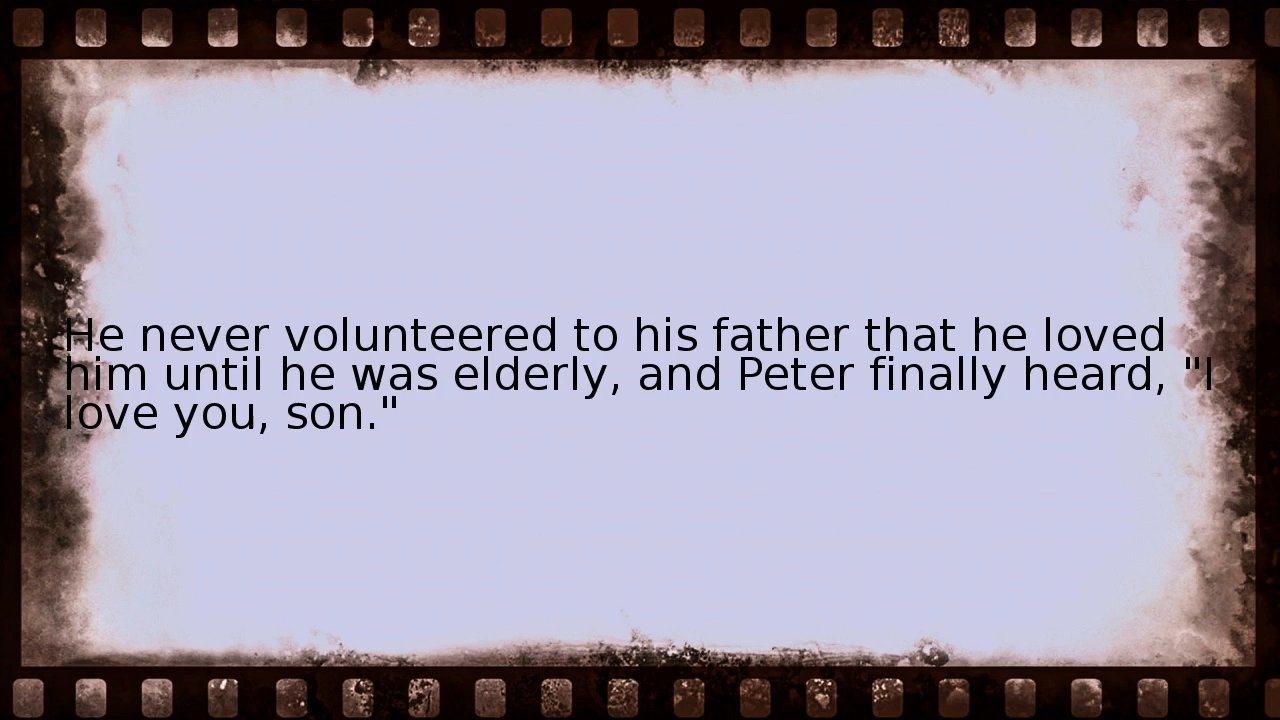 He never volunteered to his father that he loved
him until he was elderly, and Peter finally heard, "I
love you, son."